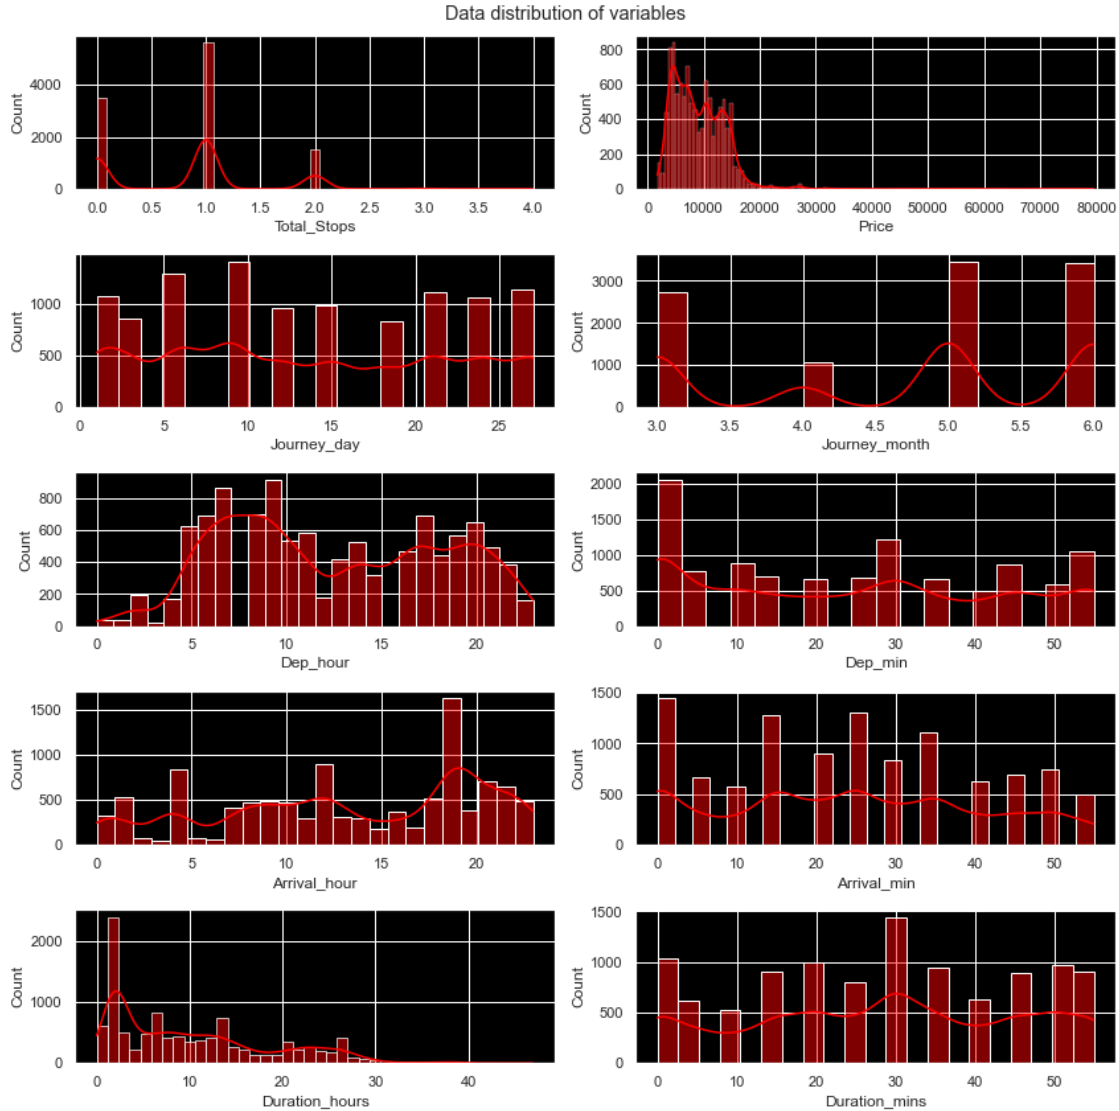 Data distribution of variables
Count
4000
2000
0
0.0 0.5 1.0 1.5 2.0 2.5 3.0 3.5 4.0
Total_Stops
Count
800
600
400
200
0
0 10000 20000 30000 40000 50000 60000 70000 80000
Price
Count
1000
500
0
0 5 10 15 20 25
Journey_day
Count
3000
2000
1000
0
3.0 3.5 4.0 4.5 5.0 5.5 6.0
Journey_month
Count
800
600
400
200
0
0 5 10 15 20
Dep_hour
Count
2000
1500
1000
500
0
0 10 20 30 40 50
Dep_min
Count
1500
1000
500
0
0 5 10 15 20
Arrival_hour
Count
1500
1000
500
0
0 10 20 30 40 50
Arrival_min
Count
2000
1000
0
0 10 20 30 40
Duration_hours
Count
1500
1000
500
0
0 10 20 30 40 50
Duration_mins